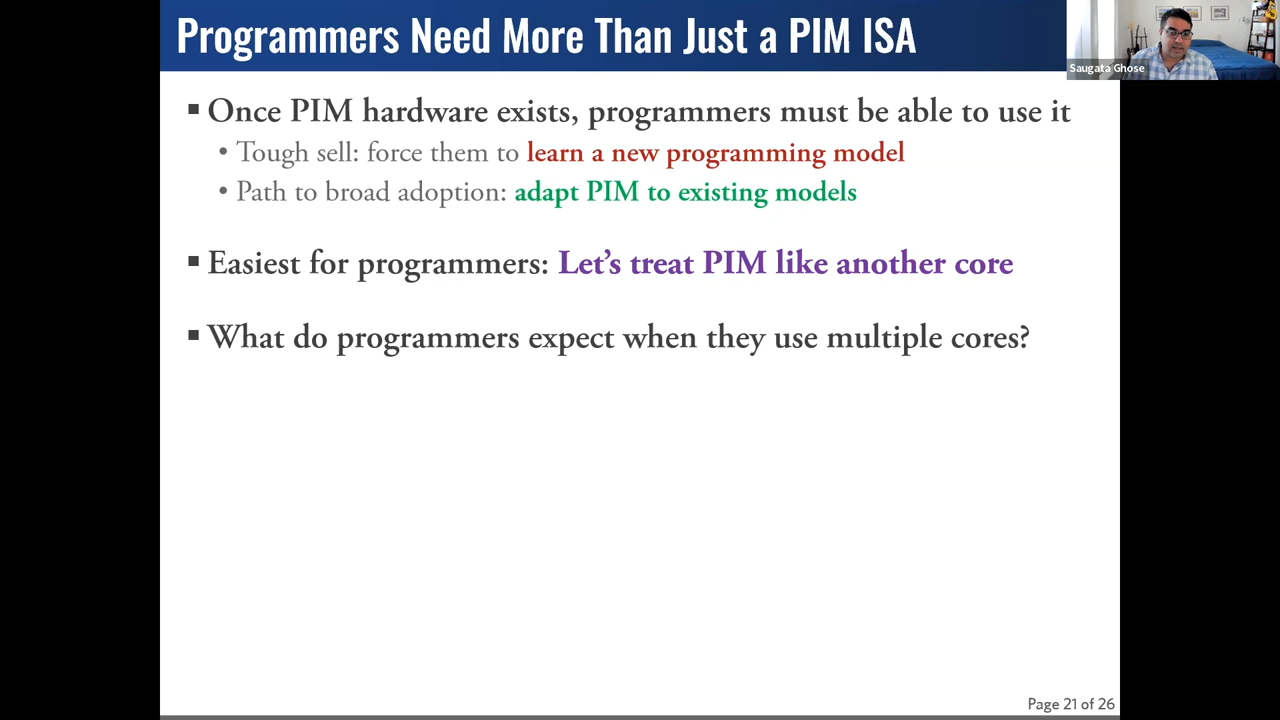 Programmers Need More Than Just a PIM ISA
Saugata Ghose
▪ Once PIM hardware exists, programmers must be able to use it
• Tough sell: force them to learn a new programming model
• Path to broad adoption: adapt PIM to existing models
▪ Easiest for programmers: Let's treat PIM like another core
▪ What do programmers expect when they use multiple cores?
Page 21 of 26